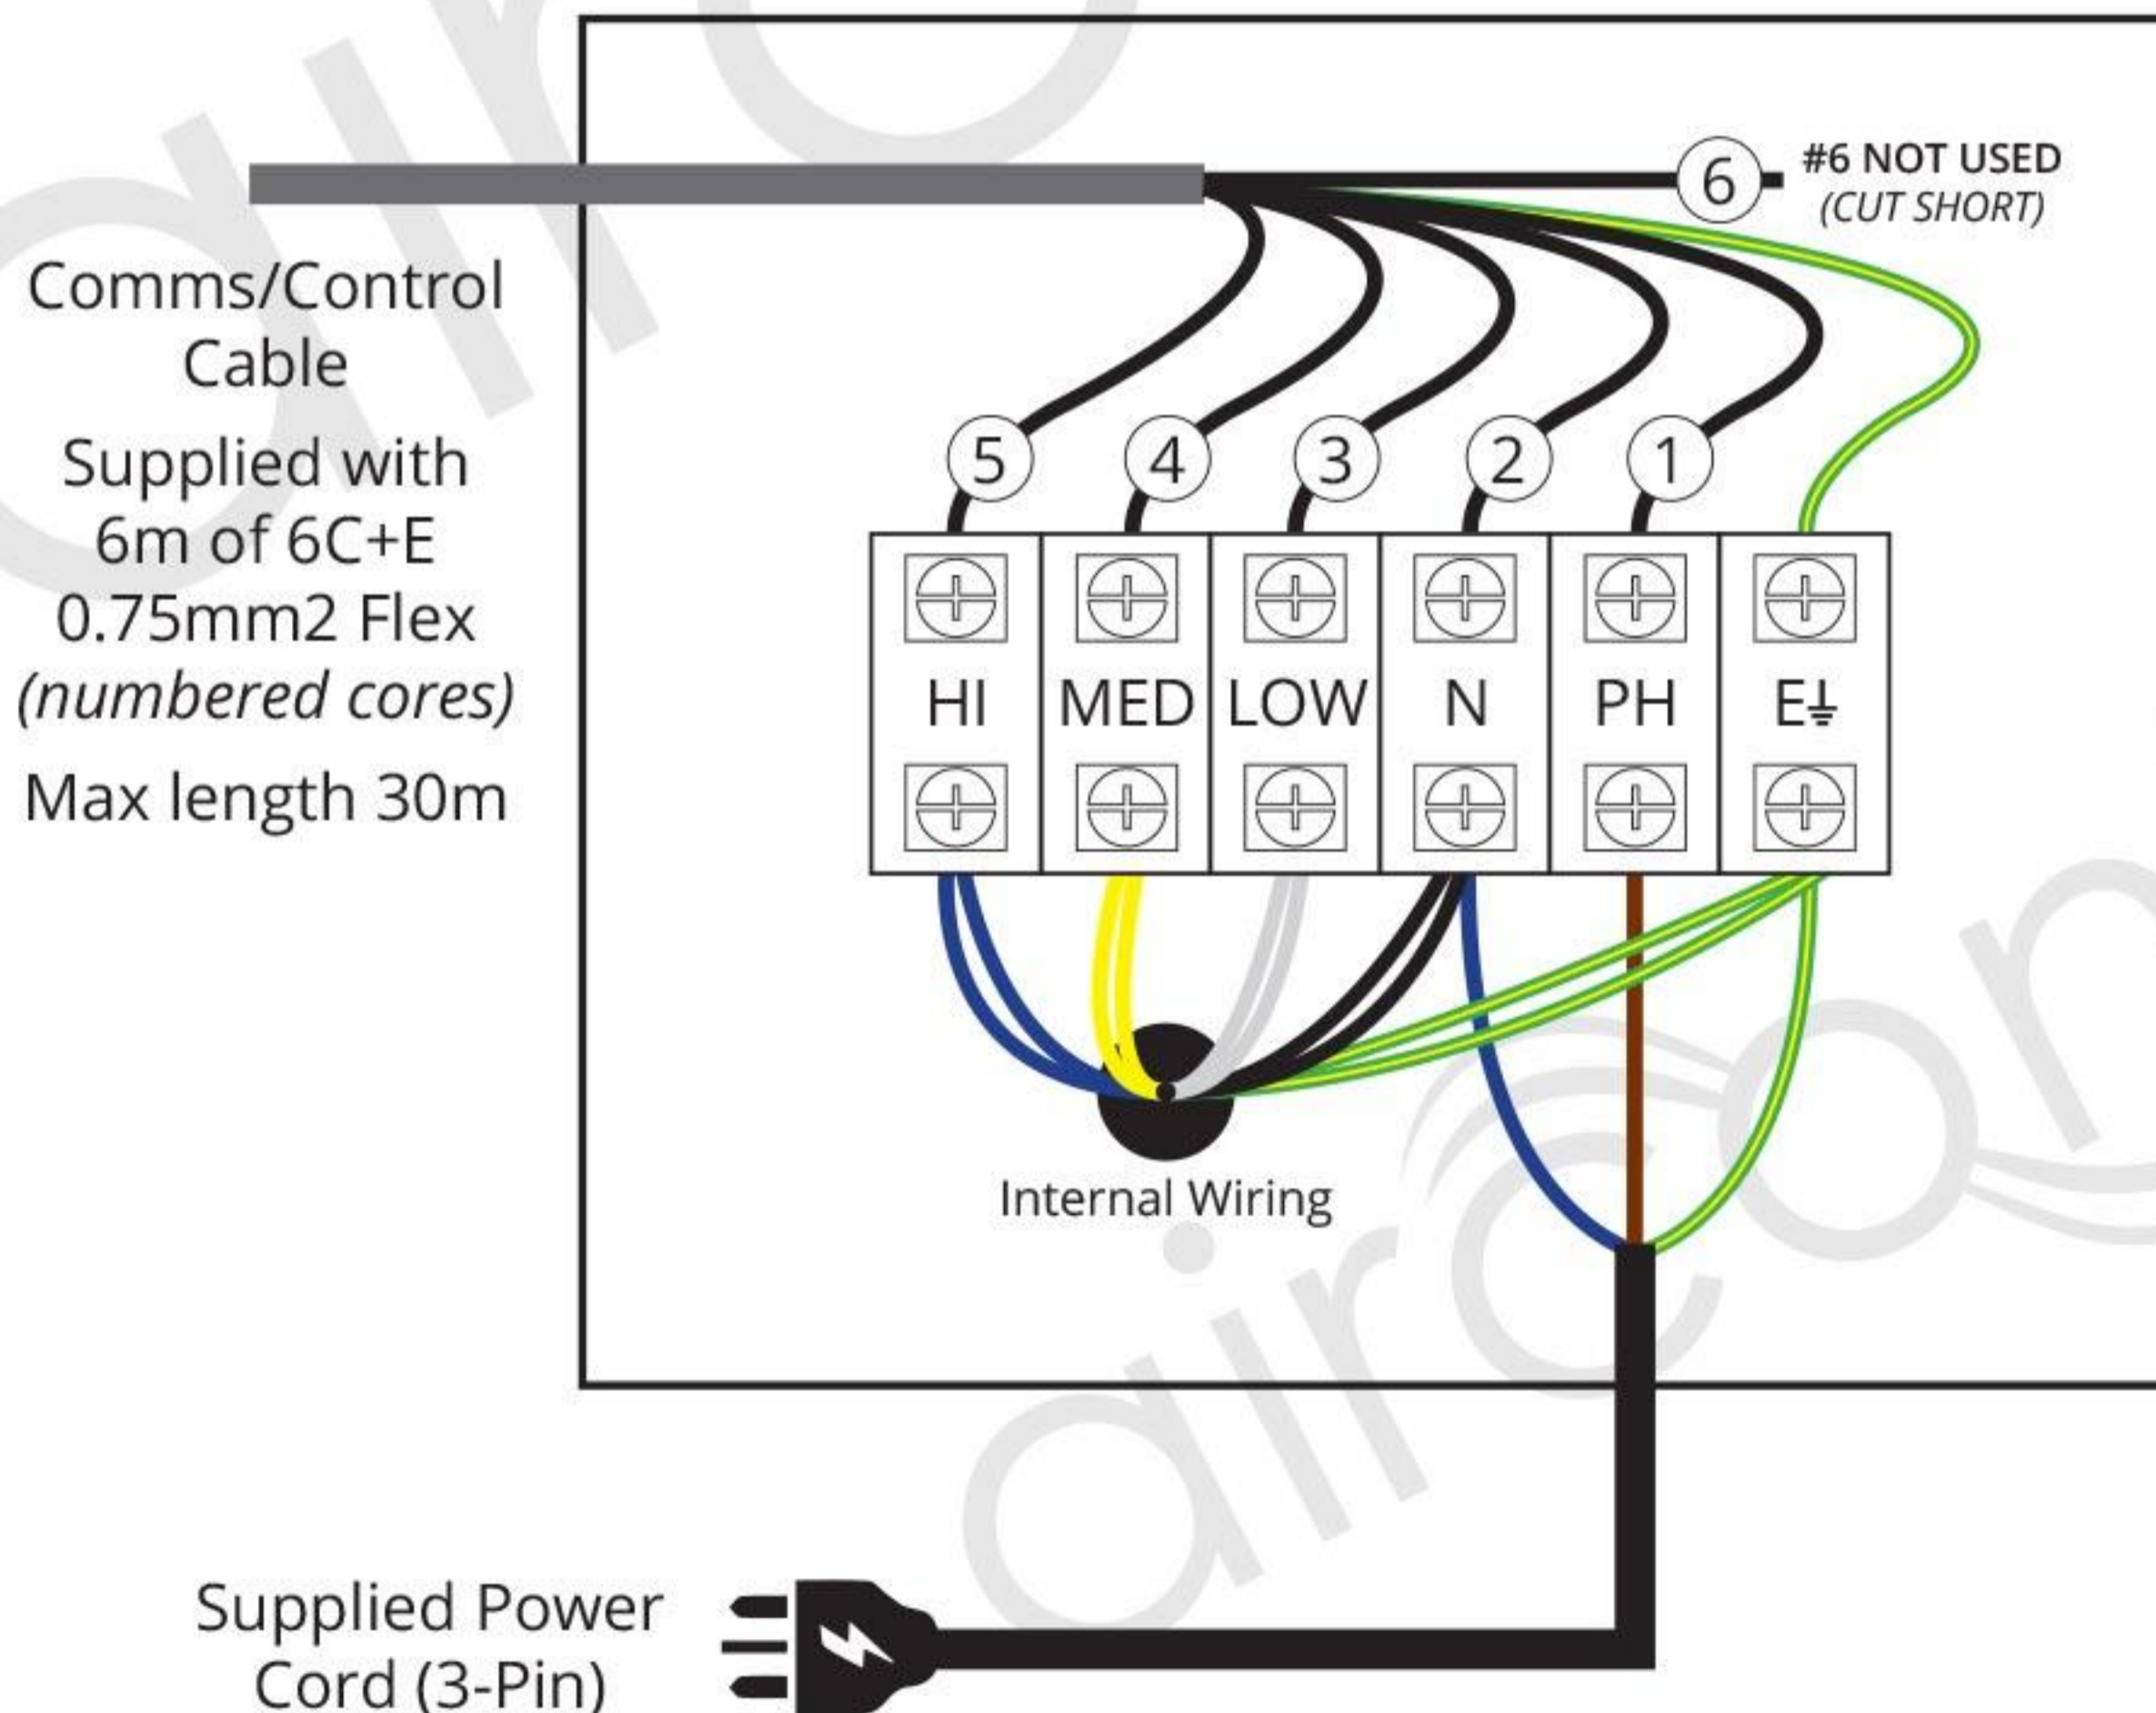 6
#6 NOT USED
(CUT SHORT)
Comms/Control
Cable
Supplied with
6m of 6C+E
0.75mm2 Flex
(numbered cores)
Max length 30m
5 4 3 2 1
HI MED LOW N PH E⏚
Internal Wiring
Supplied Power
Cord (3-Pin)
aircon